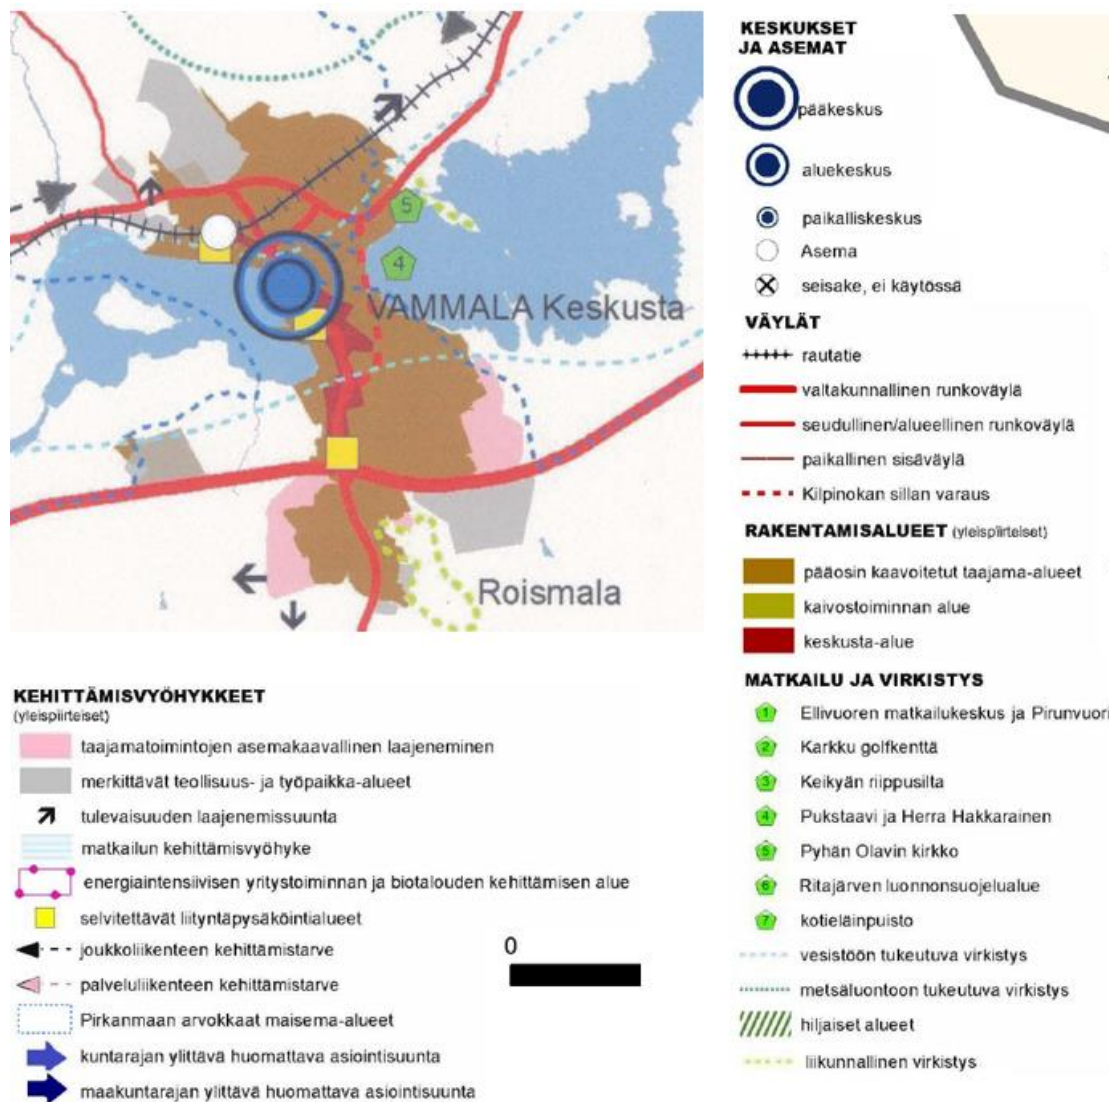 5
4
VAMMALA Keskusta
Roismala
KESKUKSET
JA ASEMAT
pääkeskus
aluekeskus
paikalliskeskus
Asema
seisake, ei käytössä
VÄYLÄT
rautatie
valtakunnallinen runkoväylä
seudullinen/alueellinen runkoväylä
paikallinen sisäväylä
Kilpinokan sillan varaus
RAKENTAMISALUEET (yleispiirteiset)
pääosin kaavoitetut taajama-alueet
kaivostoiminnan alue
keskusta-alue
MATKAILU JA VIRKISTYS
1 Ellivuoren matkailukeskus ja Pirunvuori
2 Karkku golfkenttä
3 Keikyän riippusilta
4 Pukstaavi ja Herra Hakkarainen
5 Pyhän Olavin kirkko
6 Ritajärven luonnonsuojelualue
7 kotieläinpuisto
vesistöön tukeutuva virkistys
metsäluontoon tukeutuva virkistys
hiljaiset alueet
liikunnallinen virkistys
KEHITTÄMISVYÖHYKKEET
(yleispiirteiset)
taajamatoimintojen asemakaavallinen laajeneminen
merkittävät teollisuus- ja työpaikka-alueet
tulevaisuuden laajenemissuunta
matkailun kehittämisvyöhyke
energiaintensiivisen yritystoiminnan ja biotalouden kehittämisen alue
selvitettävät liityntäpysäköintialueet
joukkoliikenteen kehittämistarve
palveluliikenteen kehittämistarve
Pirkanmaan arvokkaat maisema-alueet
kuntarajan ylittävä huomattava asiointisuunta
maakuntarajan ylittävä huomattava asiointisuunta
0